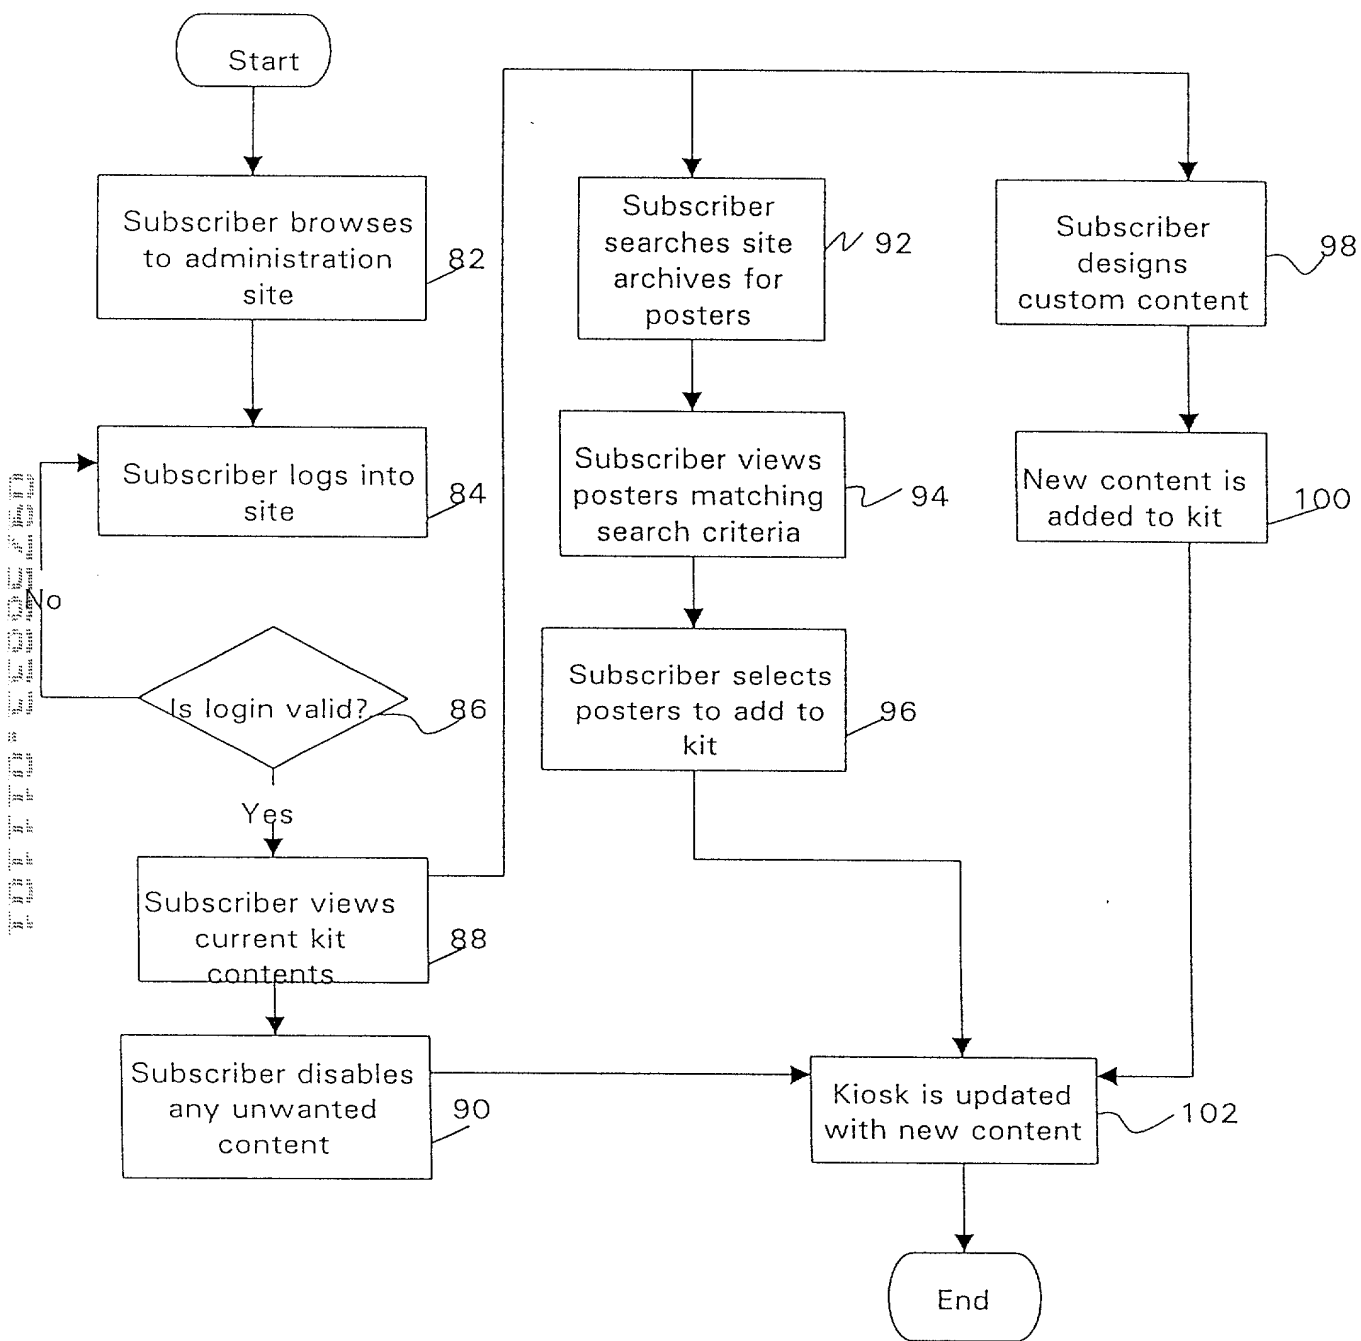 Start
Subscriber browses
to administration
site
82
Subscriber logs into
site
84
No
Is login valid?
86
Yes
Subscriber views
current kit
contents
88
Subscriber disables
any unwanted
content
90
Subscriber
searches site
archives for
posters
92
Subscriber views
posters matching
search criteria
94
Subscriber selects
posters to add to
kit
96
Subscriber
designs
custom content
98
New content is
added to kit
100
Kiosk is updated
with new content
102
End